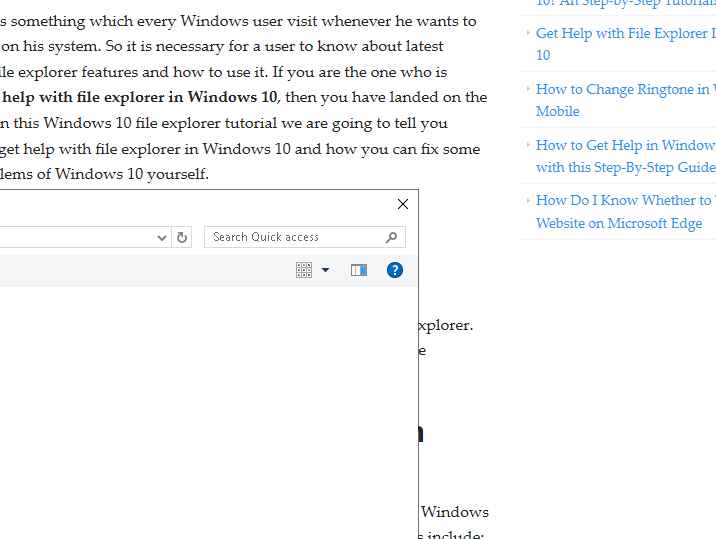 s something which every Windows user visit whenever he wants to
on his system. So it is necessary for a user to know about latest
ile explorer features and how to use it. If you are the one who is
help with file explorer in Windows 10, then you have landed on the
n this Windows 10 file explorer tutorial we are going to tell you
get help with file explorer in Windows 10 and how you can fix some
blems of Windows 10 yourself.
Search Quick access
?
xplorer.
e
n
Windows
s include:
10? An Step-by-Step Tutorials
Get Help with File Explorer I
10
How to Change Ringtone in W
Mobile
How to Get Help in Window
with this Step-By-Step Guide
How Do I Know Whether to T
Website on Microsoft Edge